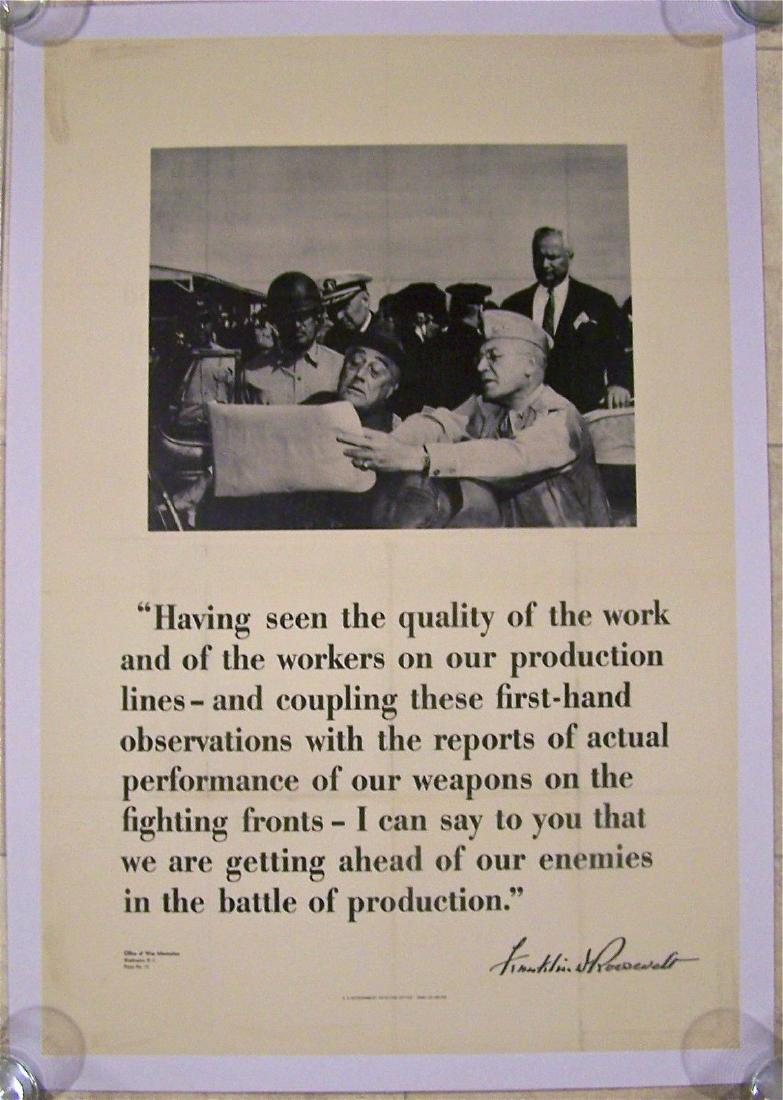 “Having seen the quality of the work
and of the workers on our production
lines – and coupling these first-hand
observations with the reports of actual
performance of our weapons on the
fighting fronts – I can say to you that
we are getting ahead of our enemies
in the battle of production.”
Franklin D Roosevelt
Office of War Information
Washington, D. C.